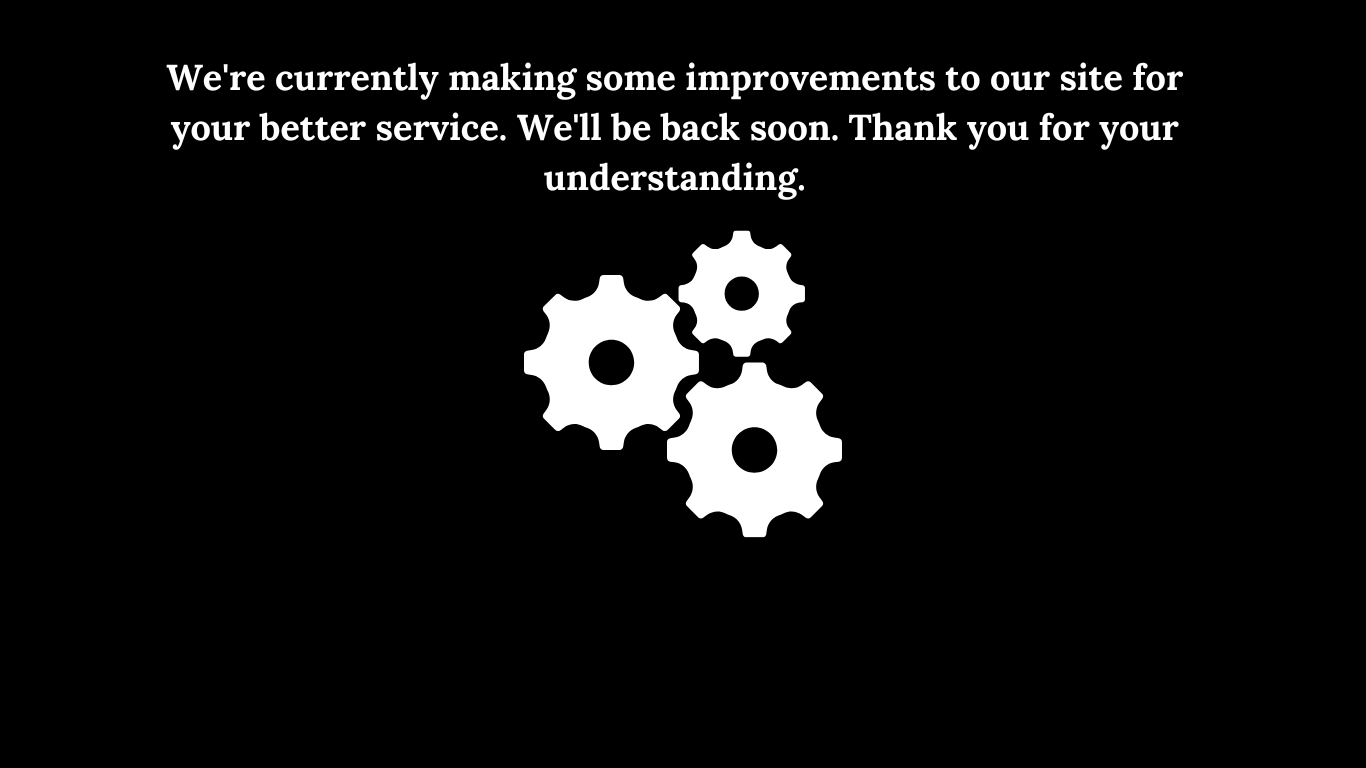 We're currently making some improvements to our site for
your better service. We'll be back soon. Thank you for your
understanding.